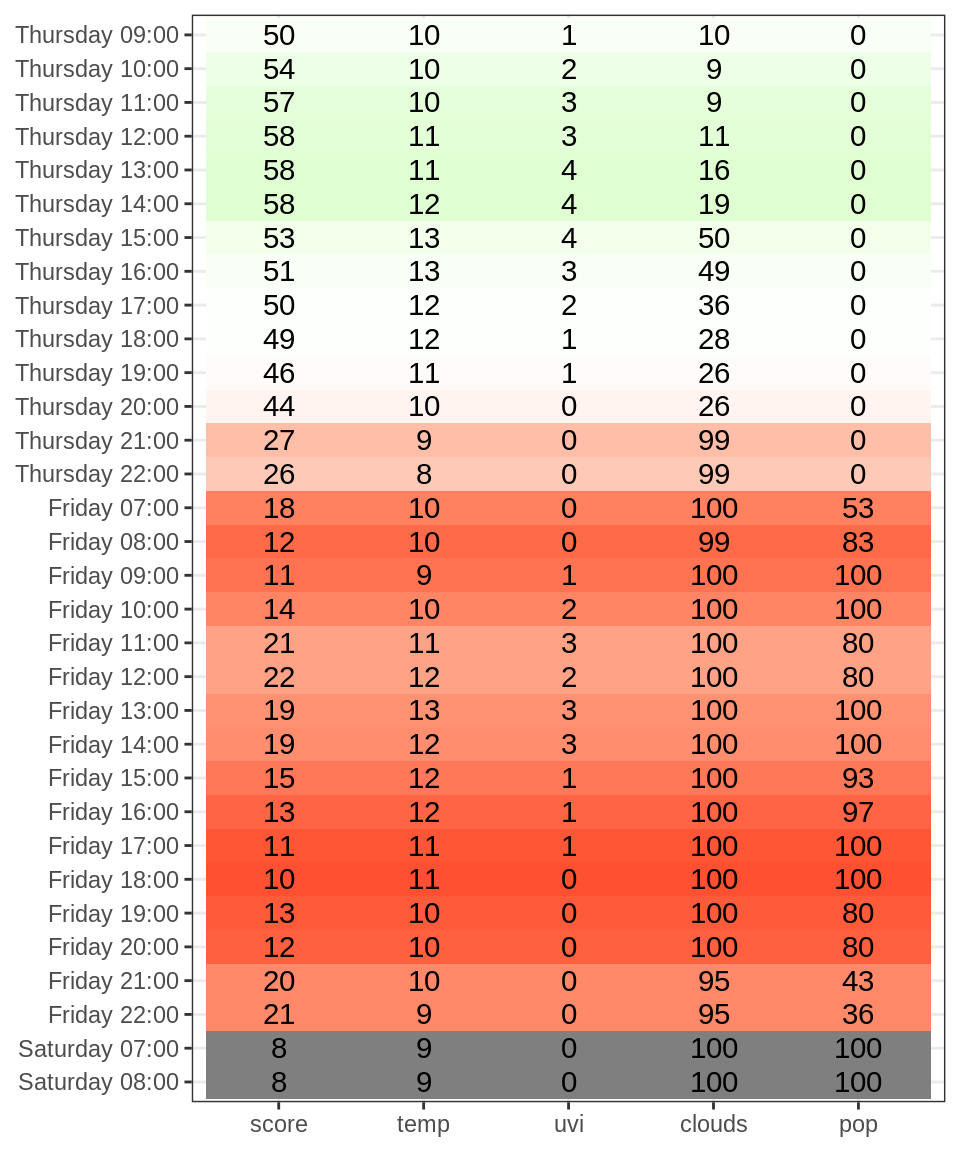 Thursday 09:00 50 10 1 10 0
Thursday 10:00 54 10 2 9 0
Thursday 11:00 57 10 3 9 0
Thursday 12:00 58 11 3 11 0
Thursday 13:00 58 11 4 16 0
Thursday 14:00 58 12 4 19 0
Thursday 15:00 53 13 4 50 0
Thursday 16:00 51 13 3 49 0
Thursday 17:00 50 12 2 36 0
Thursday 18:00 49 12 1 28 0
Thursday 19:00 46 11 1 26 0
Thursday 20:00 44 10 0 26 0
Thursday 21:00 27 9 0 99 0
Thursday 22:00 26 8 0 99 0
Friday 07:00 18 10 0 100 53
Friday 08:00 12 10 0 99 83
Friday 09:00 11 9 1 100 100
Friday 10:00 14 10 2 100 100
Friday 11:00 21 11 3 100 80
Friday 12:00 22 12 2 100 80
Friday 13:00 19 13 3 100 100
Friday 14:00 19 12 3 100 100
Friday 15:00 15 12 1 100 93
Friday 16:00 13 12 1 100 97
Friday 17:00 11 11 1 100 100
Friday 18:00 10 11 0 100 100
Friday 19:00 13 10 0 100 80
Friday 20:00 12 10 0 100 80
Friday 21:00 20 10 0 95 43
Friday 22:00 21 9 0 95 36
Saturday 07:00 8 9 0 100 100
Saturday 08:00 8 9 0 100 100
score temp uvi clouds pop